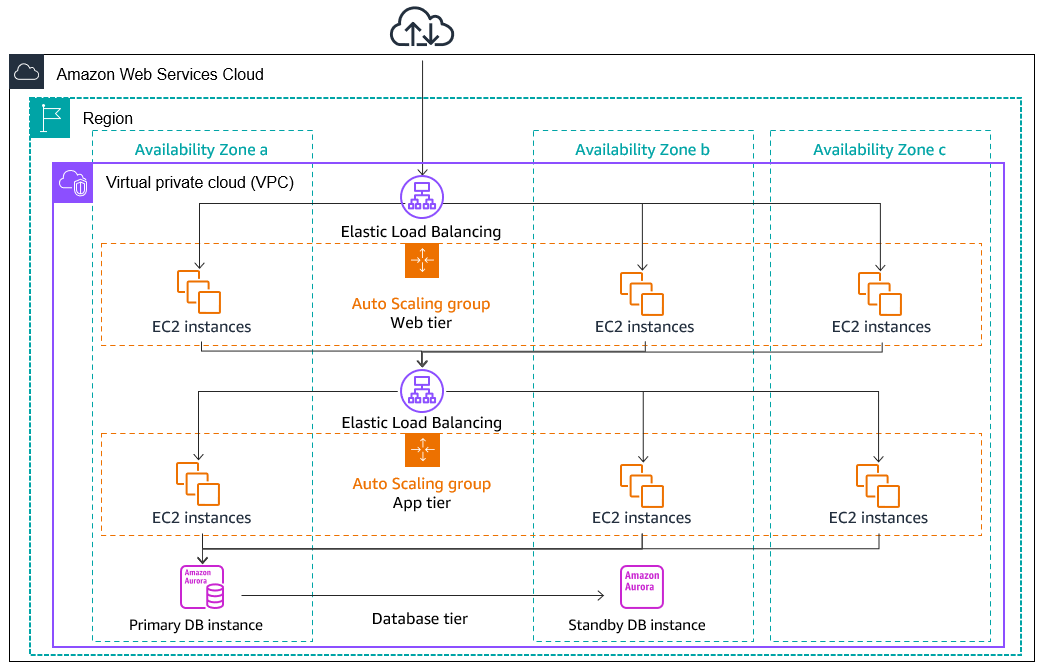 Amazon Web Services Cloud
Region
Availability Zone a
Availability Zone b
Availability Zone c
Virtual private cloud (VPC)
Elastic Load Balancing
Auto Scaling group
Web tier
EC2 instances
EC2 instances
EC2 instances
Elastic Load Balancing
Auto Scaling group
App tier
EC2 instances
EC2 instances
EC2 instances
Amazon
Aurora
Amazon
Aurora
Primary DB instance
Database tier
Standby DB instance